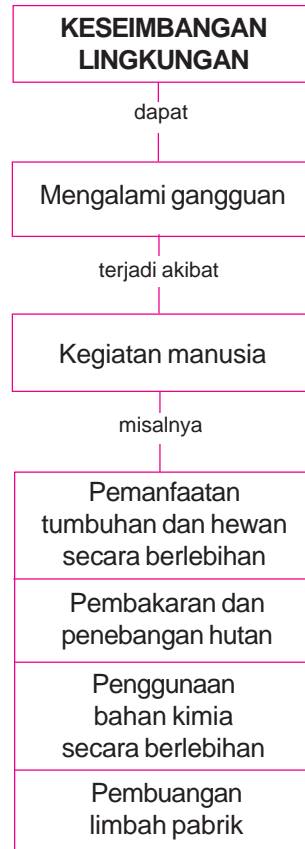 KESEIMBANGAN
LINGKUNGAN
dapat
Mengalami gangguan
terjadi akibat
Kegiatan manusia
misalnya
Pemanfaatan
tumbuhan dan hewan
secara berlebihan
Pembakaran dan
penebangan hutan
Penggunaan
bahan kimia
secara berlebihan
Pembuangan
limbah pabrik